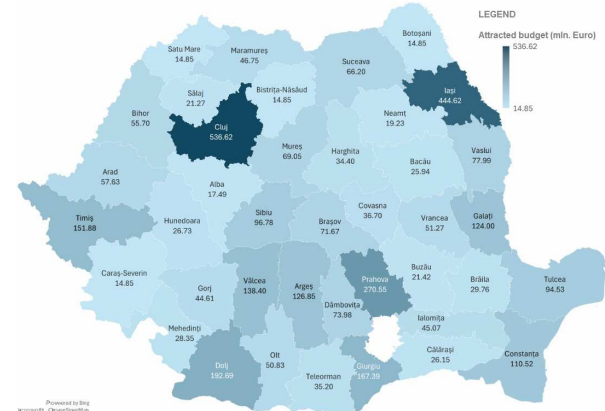 LEGEND
Attracted budget (mln. Euro)
536.62
14.85
Botoșani
14.85
Satu Mare
14.85
Maramureș
46.75
Suceava
66.20
Iași
444.62
Sălaj
21.27
Bistrița-Năsăud
14.85
Neamț
19.23
Bihor
55.70
Cluj
536.62
Mureș
69.05
Harghita
34.40
Bacău
25.94
Vaslui
77.99
Arad
57.63
Alba
17.49
Timiș
151.88
Hunedoara
26.73
Sibiu
96.78
Brașov
71.67
Covasna
36.70
Vrancea
51.27
Galați
124.00
Caraș-Severin
14.85
Gorj
44.61
Vâlcea
138.40
Argeș
126.85
Prahova
270.55
Dâmbovița
73.98
Buzău
21.42
Brăila
29.76
Tulcea
94.53
Mehedinți
28.35
Ialomița
45.07
Dolj
192.69
Olt
50.83
Teleorman
35.20
Giurgiu
167.39
Călărași
26.15
Constanța
110.52
Powered by Bing